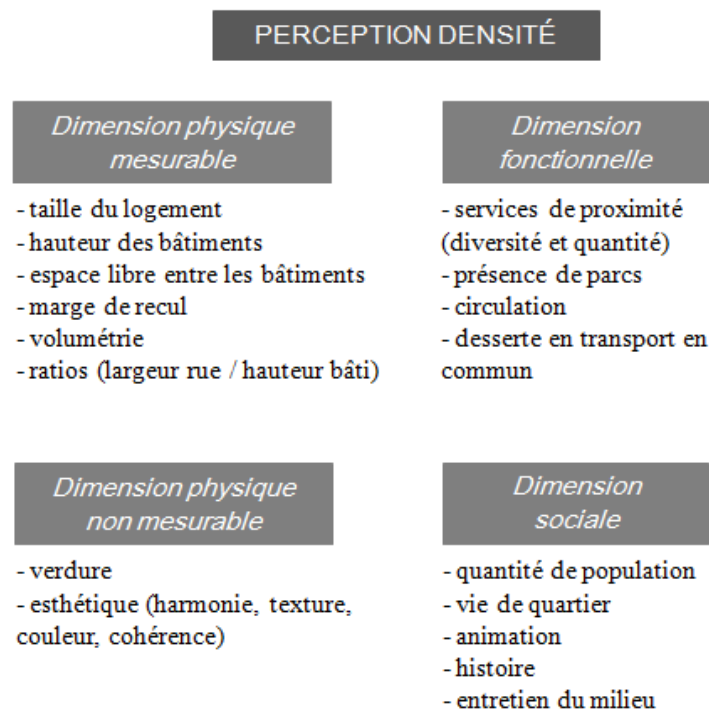 PERCEPTION DENSITÉ
Dimension physique
mesurable
- taille du logement
- hauteur des bâtiments
- espace libre entre les bâtiments
- marge de recul
- volumétrie
- ratios (largeur rue / hauteur bâti)
Dimension
fonctionnelle
- services de proximité
(diversité et quantité)
- présence de parcs
- circulation
- desserte en transport en
commun
Dimension physique
non mesurable
- verdure
- esthétique (harmonie, texture,
couleur, cohérence)
Dimension
sociale
- quantité de population
- vie de quartier
- animation
- histoire
- entretien du milieu